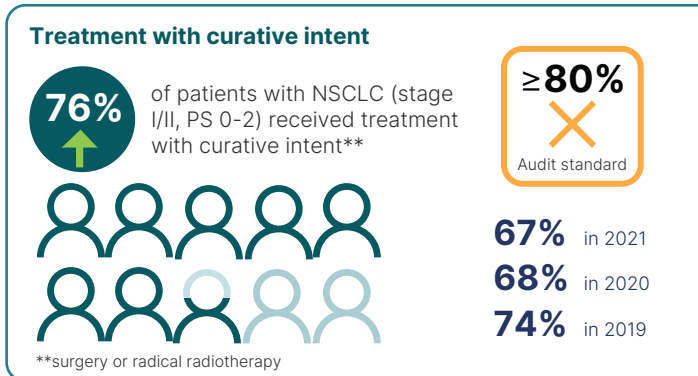 Treatment with curative intent
76%
of patients with NSCLC (stage
I/II, PS 0-2) received treatment
with curative intent**
≥80%
Audit standard
67% in 2021
68% in 2020
74% in 2019
**surgery or radical radiotherapy